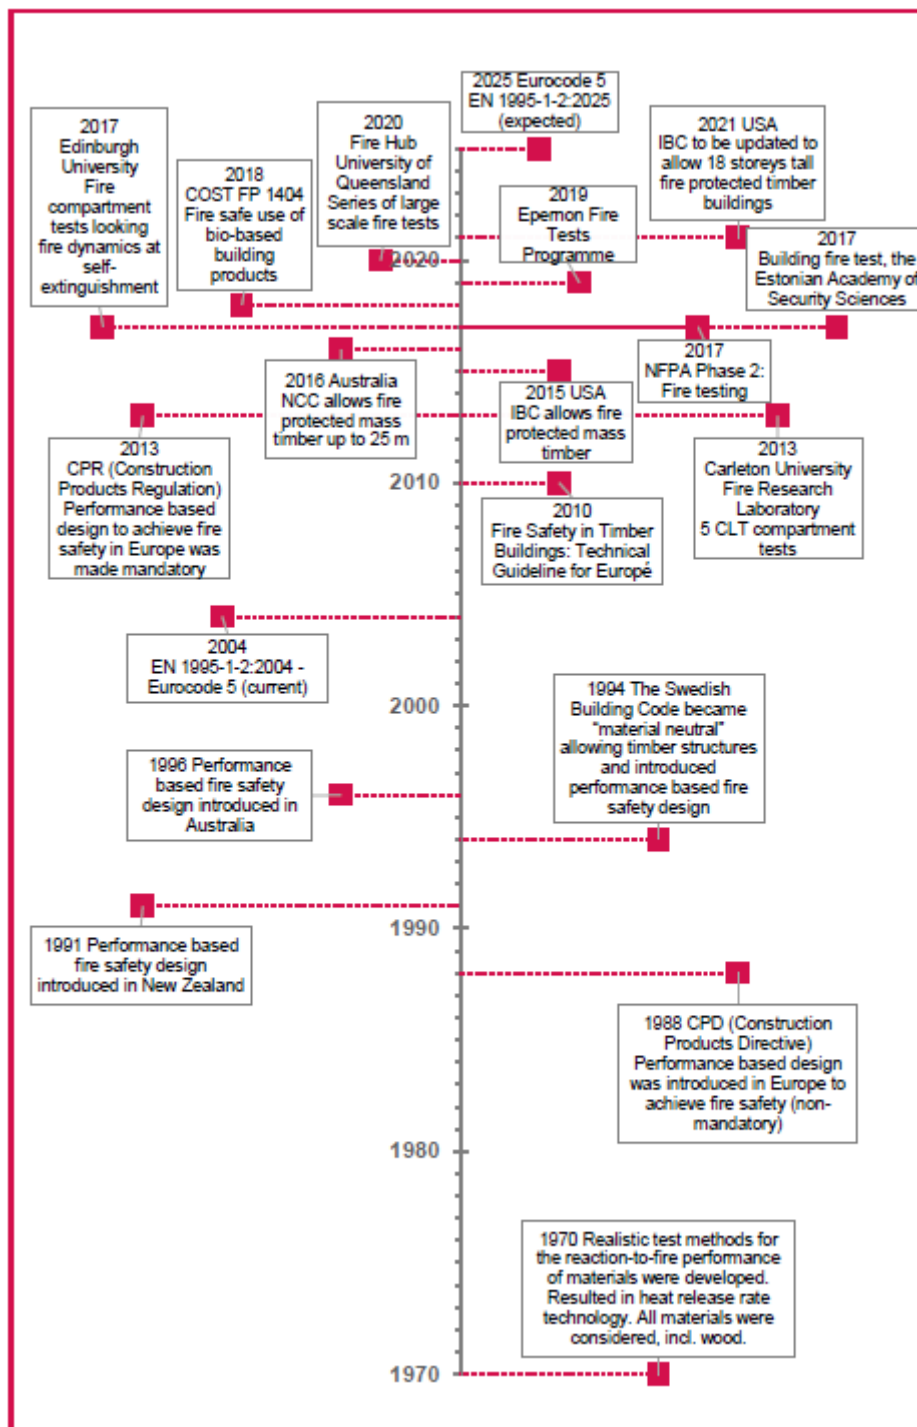 2025 Eurocode 5
EN 1995-1-2:2025
(expected)
2017
Edinburgh
University
Fire
compartment
tests looking
fire dynamics at
self-
extinguishment
2018
COST FP 1404
Fire safe use of
bio-based
building
products
2020
Fire Hub
University of
Queensland
Series of large
scale fire tests
2021 USA
IBC to be updated to
allow 18 storeys tall
fire protected timber
buildings
2019
Epernon Fire
Tests
Programme
2017
Building fire test, the
Estonian Academy of
Security Sciences
2020
2016 Australia
NCC allows fire
protected mass
timber up to 25 m
2015 USA
IBC allows fire
protected mass
timber
2017
NFPA Phase 2:
Fire testing
2013
CPR (Construction
Products Regulation)
Performance based
design to achieve fire
safety in Europe was
made mandatory
2013
Carleton University
Fire Research
Laboratory
5 CLT compartment
tests
2010
2010
Fire Safety in Timber
Buildings: Technical
Guideline for Europé
2004
EN 1995-1-2:2004 -
Eurocode 5 (current)
2000
1994 The Swedish
Building Code became
“material neutral”
allowing timber structures
and introduced
performance based fire
safety design
1996 Performance
based fire safety
design introduced in
Australia
1990
1991 Performance based
fire safety design
introduced in New Zealand
1988 CPD (Construction
Products Directive)
Performance based design
was introduced in Europe to
achieve fire safety (non-
mandatory)
1980
1970 Realistic test methods for
the reaction-to-fire performance
of materials were developed.
Resulted in heat release rate
technology. All materials were
considered, incl. wood.
1970